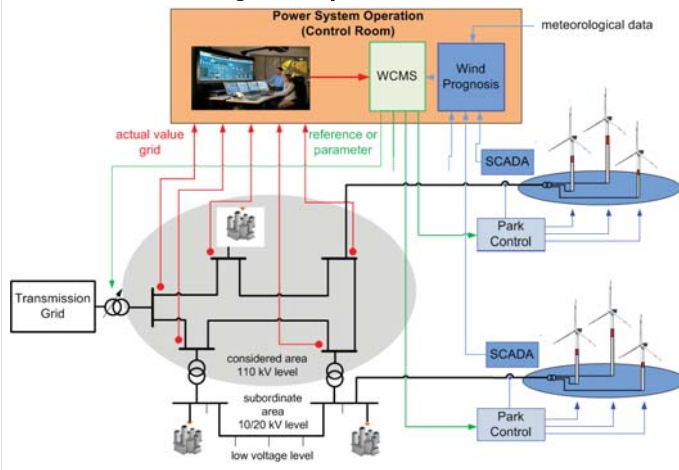 Power System Operation
(Control Room)
meteorological data
WCMS
Wind
Prognosis
actual value
grid
reference or
parameter
SCADA
Park
Control
Transmission
Grid
considered area
110 kV level
SCADA
subordinate
area
10/20 kV level
Park
Control
low voltage level